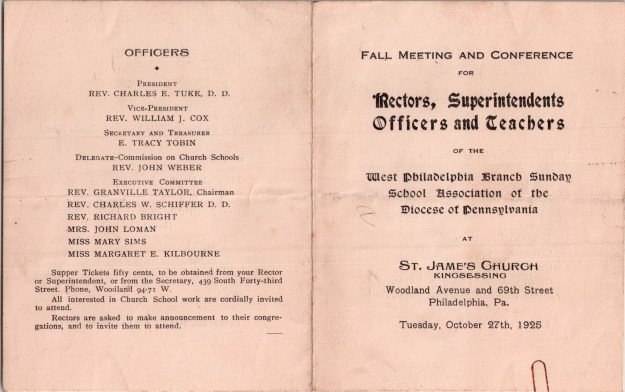 OFFICERS
PRESIDENT
REV. CHARLES E. TUKE, D. D.
VICE-PRESIDENT
REV. WILLIAM J. COX
SECRETARY AND TREASURER
E. TRACY TOBIN
DELEGATE-COMMISSION ON CHURCH SCHOOLS
REV. JOHN WEBER
EXECUTIVE COMMITTEE
REV. GRANVILLE TAYLOR, Chairman
REV. CHARLES W. SCHIFFER D. D.
REV. RICHARD BRIGHT
MRS. JOHN LOMAN
MISS MARY SIMS
MISS MARGARET E. KILBOURNE
Supper Tickets fifty cents, to be obtained from your Rector
or Superintendent, or from the Secretary, 439 South Forty-third
Street. Phone, Woodland 94-71 W.
All interested in Church School work are cordially invited
to attend.
Rectors are asked to make announcement to their congre-
gations, and to invite them to attend.
FALL MEETING AND CONFERENCE
FOR
Rectors, Superintendents
Officers and Teachers
OF THE
West Philadelphia Branch Sunday
School Association of the
Diocese of Pennsylvania
AT
ST. JAME'S CHURCH
KINGSESSING
Woodland Avenue and 69th Street
Philadelphia, Pa.
Tuesday, October 27th, 1925